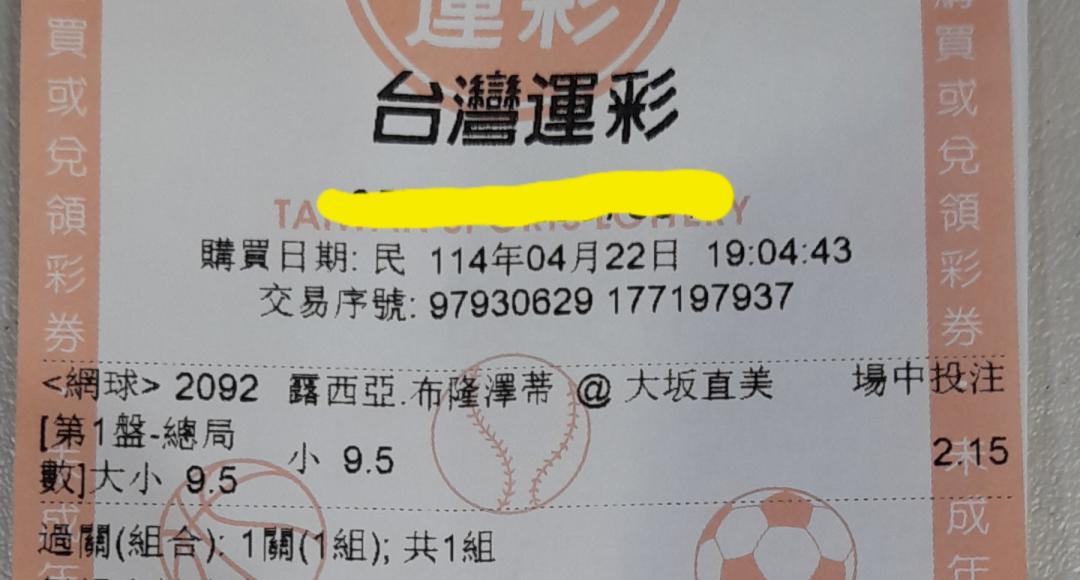 運彩
台灣運彩
購買日期: 民 114年04月22日 19:04:43
交易序號: 97930629 177197937
<網球> 2092 露西亞.布隆澤蒂 @ 大坂直美 場中投注
[第1盤-總局
數]大小 9.5 小 9.5 2.15
過關(組合): 1關(1組); 共1組
買或兌領彩券
未成年
購買或兌領彩券
未成年